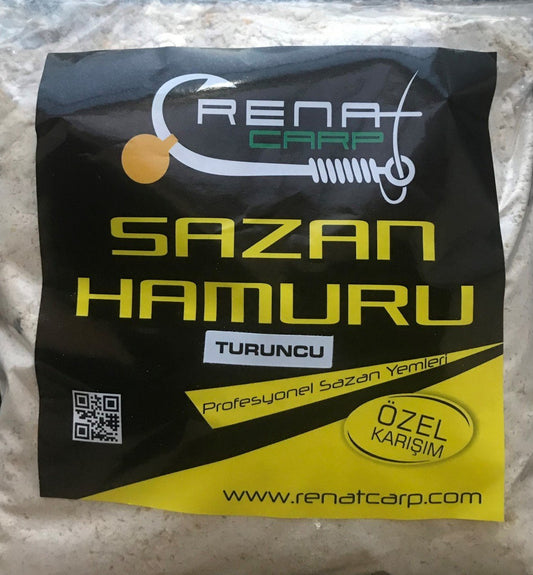 RENAT
CARP
SAZAN
HAMURU
TURUNCU
Profesyonel Sazan Yemleri
ÖZEL
KARIŞIM
www.renatcarp.com